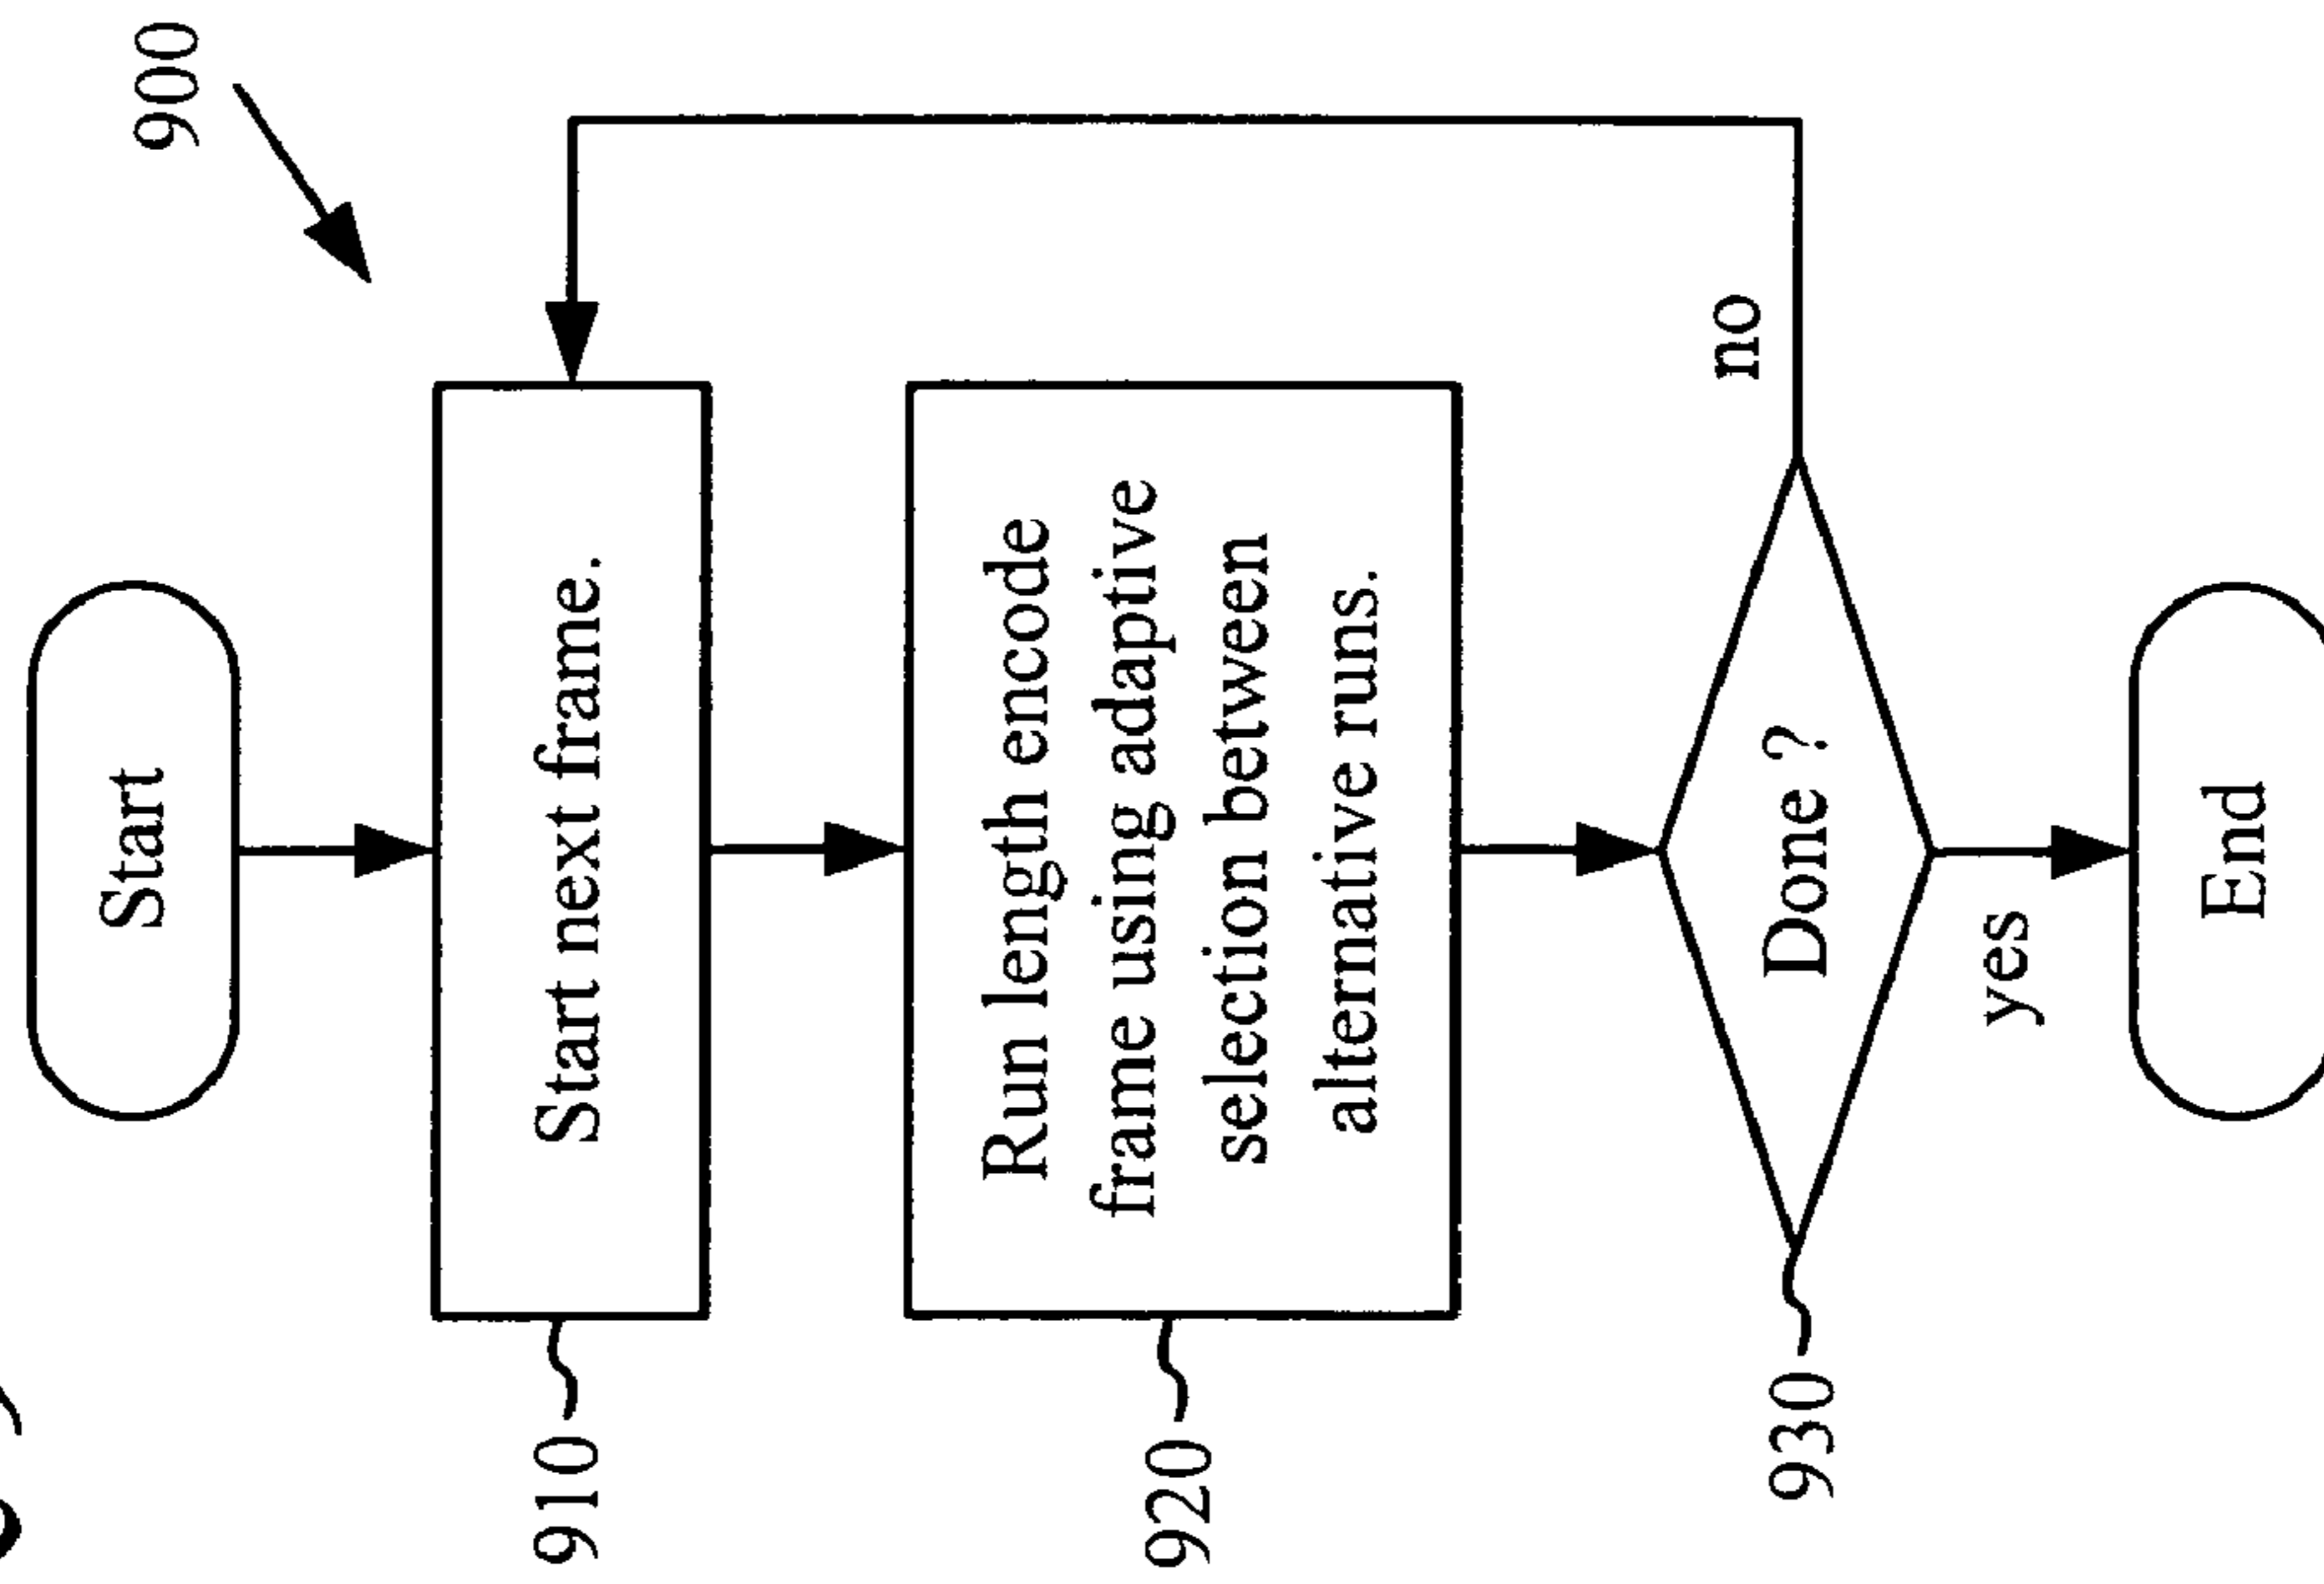 900
Start
910
Start next frame.
920
Run length encode
frame using adaptive
selection between
alternative runs.
930
Done ?
no
yes
End